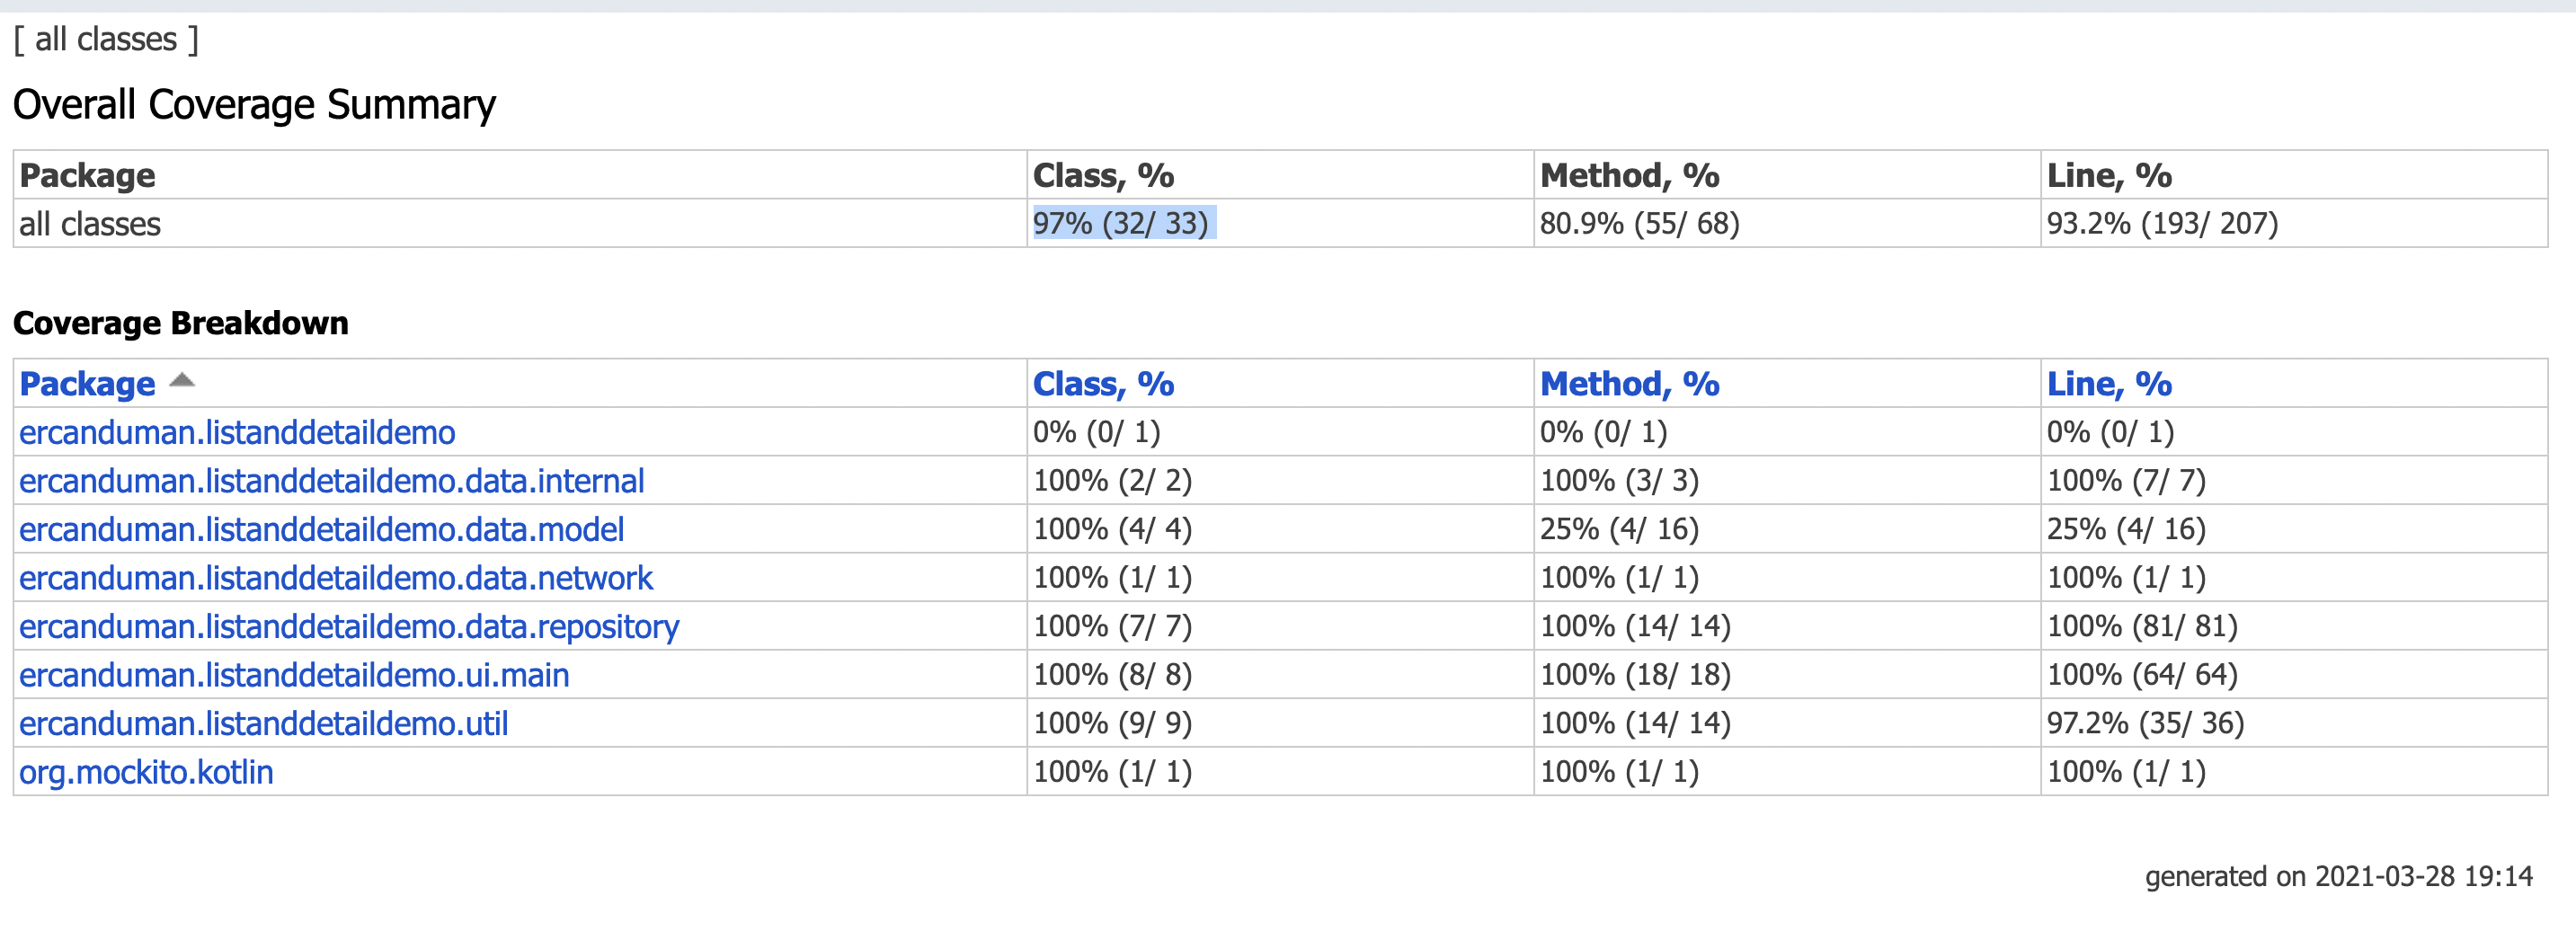 [ all classes ]
Overall Coverage Summary
Package Class, % Method, % Line, %
all classes 97% (32/ 33) 80.9% (55/ 68) 93.2% (193/ 207)
Coverage Breakdown
Package Class, % Method, % Line, %
ercanduman.listanddetaildemo 0% (0/ 1) 0% (0/ 1) 0% (0/ 1)
ercanduman.listanddetaildemo.data.internal 100% (2/ 2) 100% (3/ 3) 100% (7/ 7)
ercanduman.listanddetaildemo.data.model 100% (4/ 4) 25% (4/ 16) 25% (4/ 16)
ercanduman.listanddetaildemo.data.network 100% (1/ 1) 100% (1/ 1) 100% (1/ 1)
ercanduman.listanddetaildemo.data.repository 100% (7/ 7) 100% (14/ 14) 100% (81/ 81)
ercanduman.listanddetaildemo.ui.main 100% (8/ 8) 100% (18/ 18) 100% (64/ 64)
ercanduman.listanddetaildemo.util 100% (9/ 9) 100% (14/ 14) 97.2% (35/ 36)
org.mockito.kotlin 100% (1/ 1) 100% (1/ 1) 100% (1/ 1)
generated on 2021-03-28 19:14